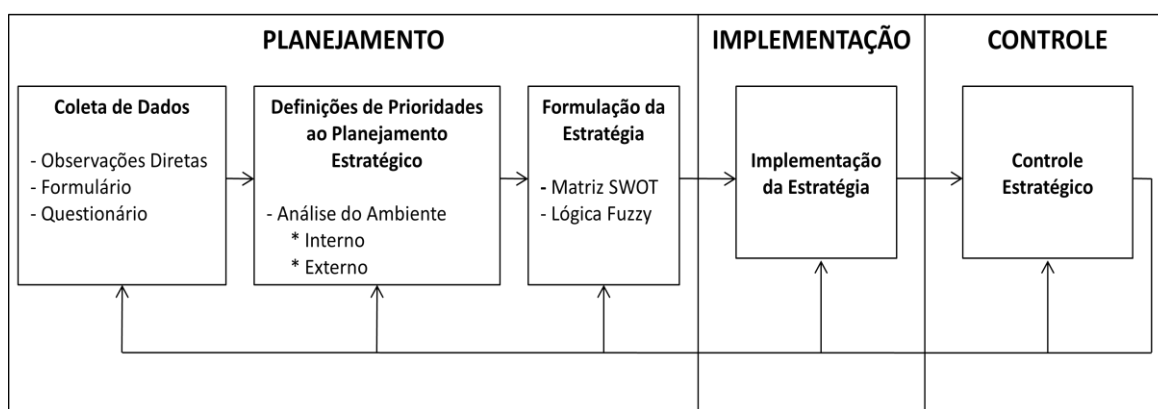 PLANEJAMENTO
IMPLEMENTAÇÃO
CONTROLE
Coleta de Dados
- Observações Diretas
- Formulário
- Questionário
Definições de Prioridades
ao Planejamento
Estratégico
- Análise do Ambiente
* Interno
* Externo
Formulação da
Estratégia
- Matriz SWOT
- Lógica Fuzzy
Implementação
da Estratégia
Controle
Estratégico